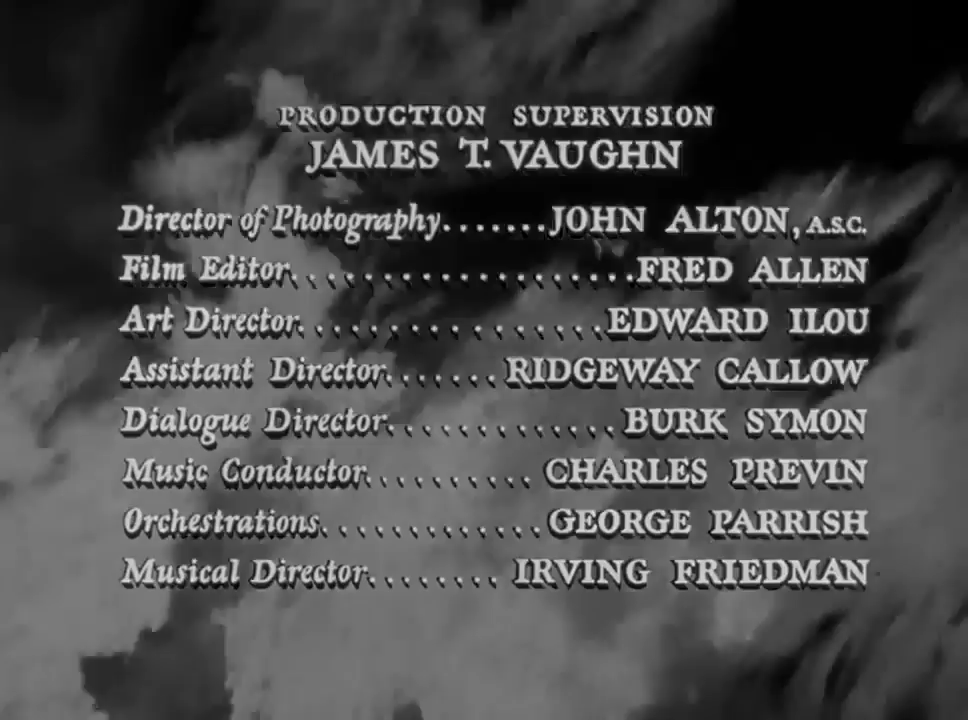 PRODUCTION SUPERVISION
JAMES T. VAUGHN
Director of Photography.......JOHN ALTON, A.S.C.
Film Editor....................FRED ALLEN
Art Director.................EDWARD ILOU
Assistant Director.......RIDGEWAY CALLOW
Dialogue Director.............BURK SYMON
Music Conductor..........CHARLES PREVIN
Orchestrations.............GEORGE PARRISH
Musical Director........IRVING FRIEDMAN